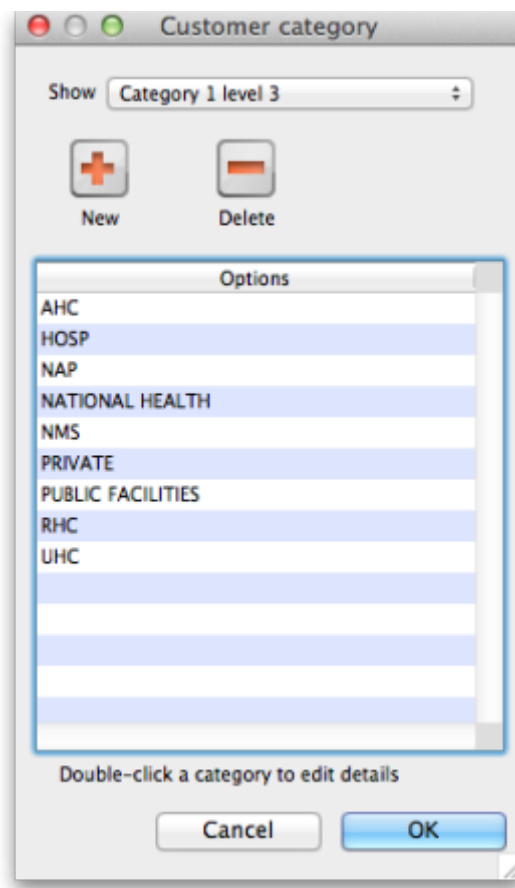 Customer category
Show Category 1 level 3
New Delete
Options
AHC
HOSP
NAP
NATIONAL HEALTH
NMS
PRIVATE
PUBLIC FACILITIES
RHC
UHC
Double-click a category to edit details
Cancel OK